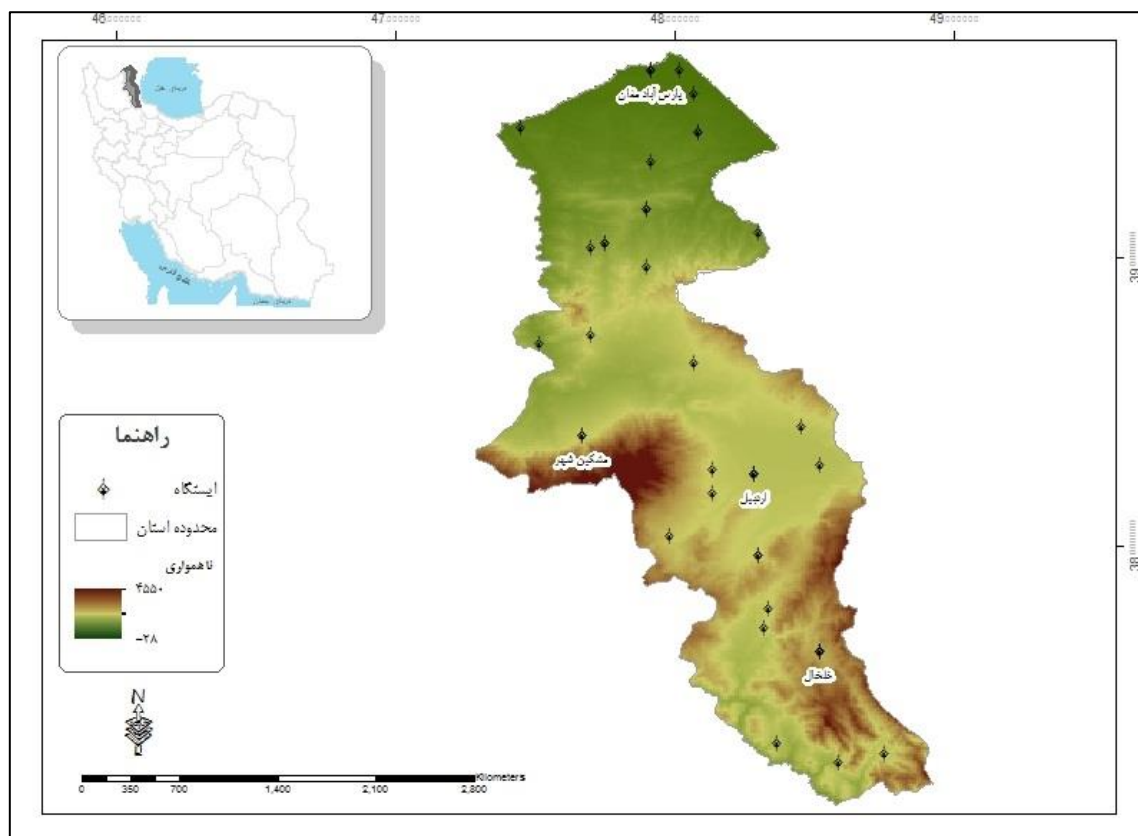 46
47
48
49
پارس آباد مغان
39
راهنما
ایستگاه
محدوده استان
ناهمواری
۴۵۵۰
-۲۸
مشکین شهر
اردبیل
38
خلخال
N
Kilometers
0 350 700 1,400 2,100 2,800